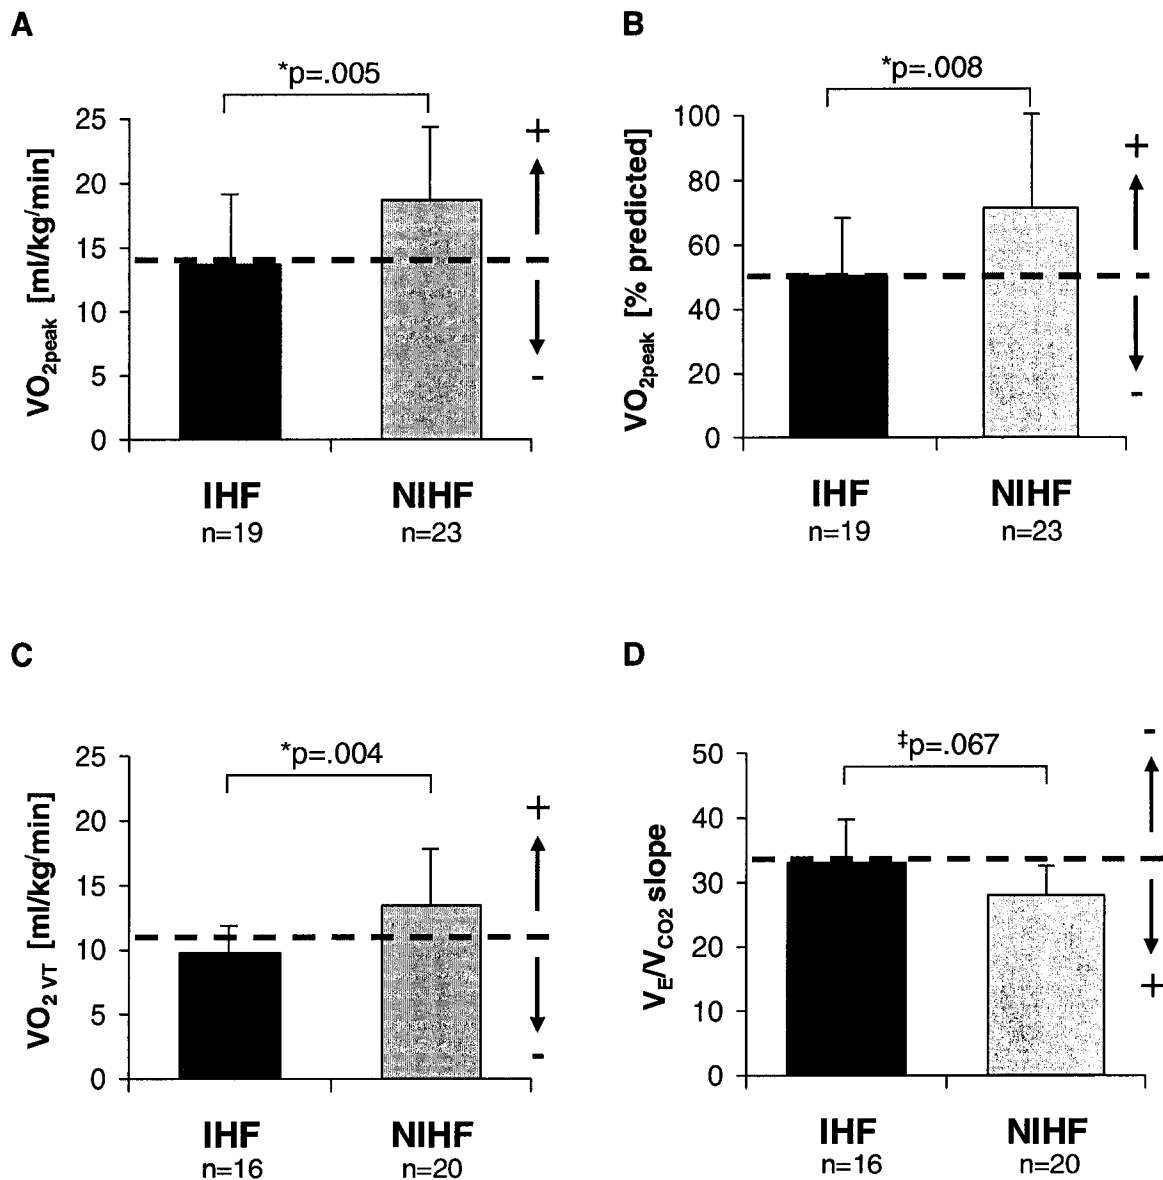 A
*p=.005
25
20
15
10
5
0
VO2peak [ml/kg/min]
+
-
IHF
NIHF
n=19
n=23
B
*p=.008
100
80
60
40
20
0
VO2peak [% predicted]
+
-
IHF
NIHF
n=19
n=23
C
*p=.004
25
20
15
10
5
0
VO2 VT [ml/kg/min]
+
-
IHF
NIHF
n=16
n=20
D
‡p=.067
50
40
30
20
10
0
VE/VCO2 slope
-
+
IHF
NIHF
n=16
n=20